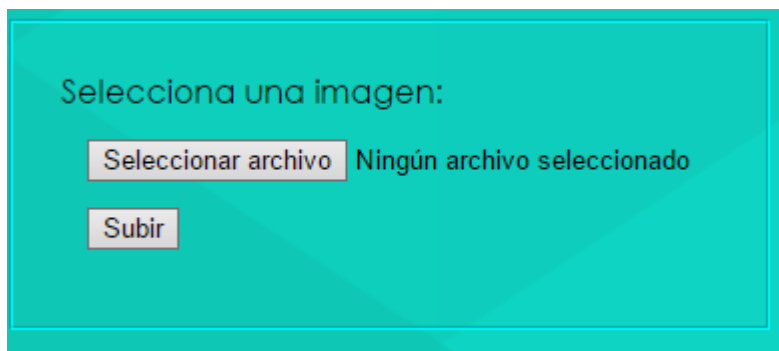 Selecciona una imagen:
Seleccionar archivo Ningún archivo seleccionado
Subir